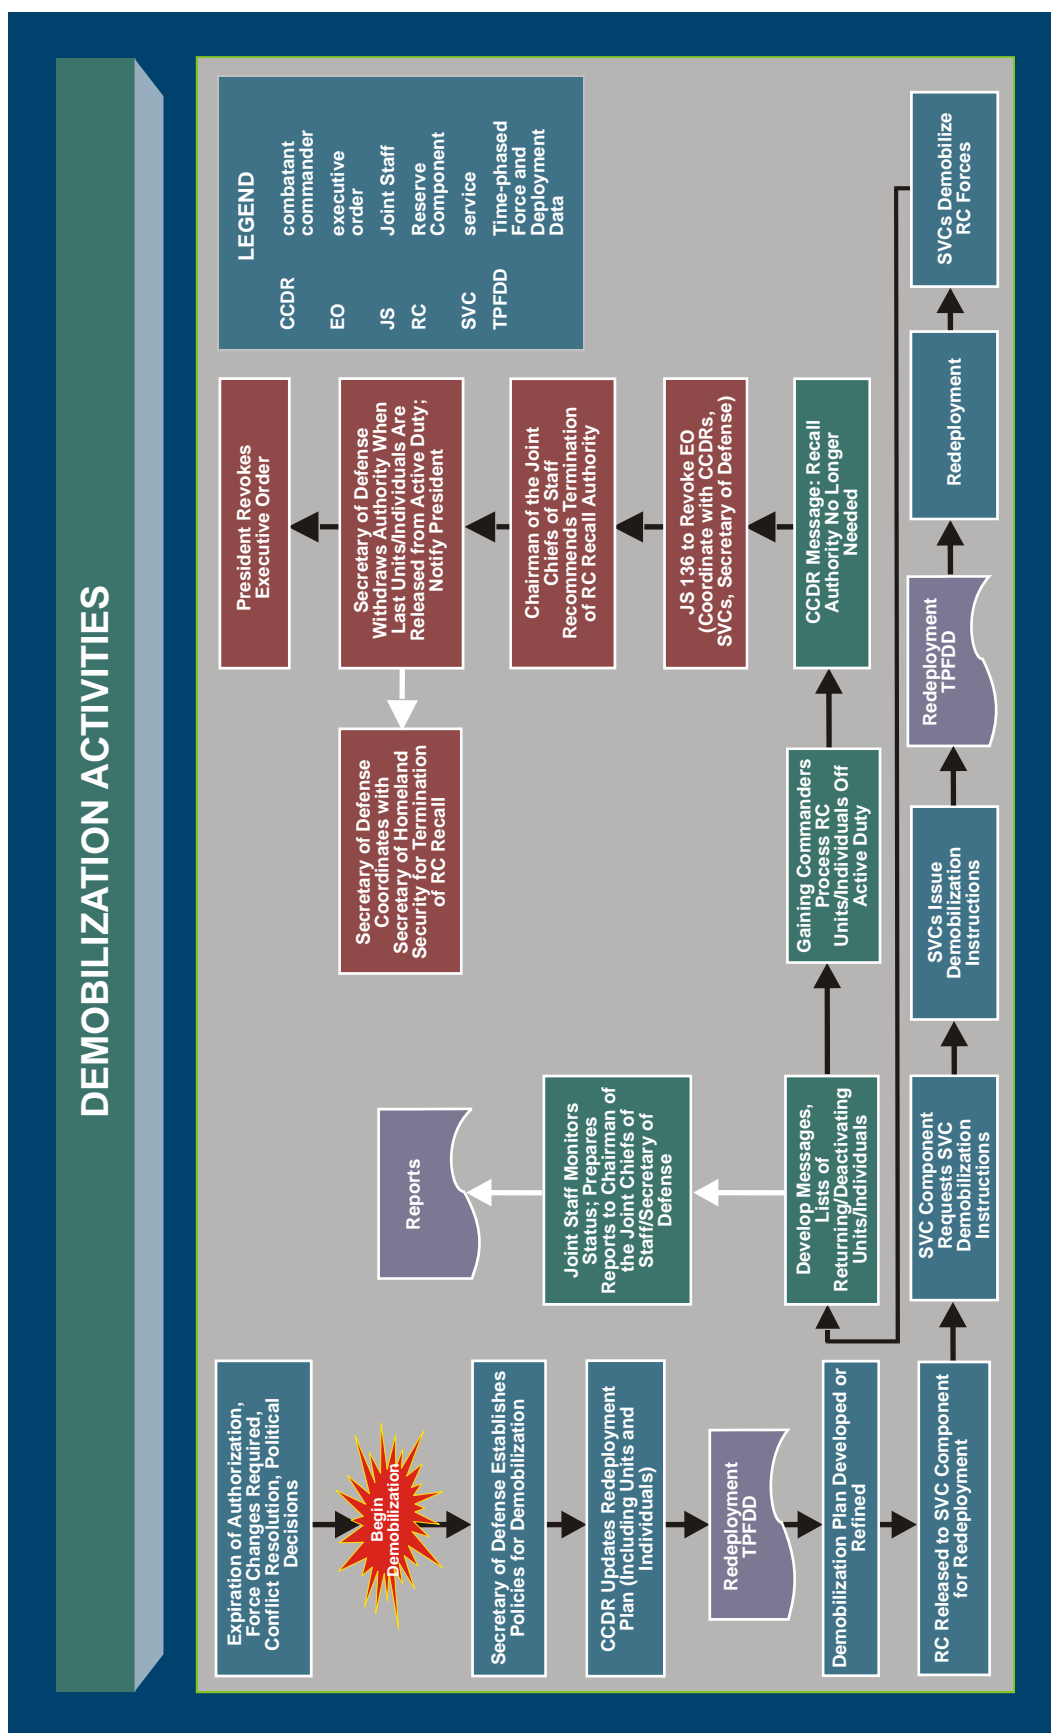 DEMOBILIZATION ACTIVITIES
Expiration of Authorization,
Force Changes Required,
Conflict Resolution, Political
Decisions
Begin
Demobilization
Secretary of Defense Establishes
Policies for Demobilization
CCDR Updates Redeployment
Plan (Including Units and
Individuals)
Redeployment
TPFDD
Demobilization Plan Developed or
Refined
RC Released to SVC Component
for Redeployment
SVC Component
Requests SVC
Demobilization
Instructions
SVCs Issue
Demobilization
Instructions
Redeployment
TPFDD
Redeployment
SVCs Demobilize
RC Forces
Develop Messages,
Lists of
Returning/Deactivating
Units/Individuals
Joint Staff Monitors
Status; Prepares
Reports to Chairman of
the Joint Chiefs of
Staff/Secretary of
Defense
Reports
Gaining Commanders
Process RC
Units/Individuals Off
Active Duty
CCDR Message: Recall
Authority No Longer
Needed
JS 136 to Revoke EO
(Coordinate with CCDRs,
SVCs, Secretary of Defense)
Chairman of the Joint
Chiefs of Staff
Recommends Termination
of RC Recall Authority
Secretary of Defense
Withdraws Authority When
Last Units/Individuals Are
Released from Active Duty;
Notify President
Secretary of Defense
Coordinates with
Secretary of Homeland
Security for Termination
of RC Recall
President Revokes
Executive Order
LEGEND
CCDR combatant
commander
EO executive
order
JS Joint Staff
RC Reserve
Component
SVC service
TPFDD Time-phased
Force and
Deployment
Data